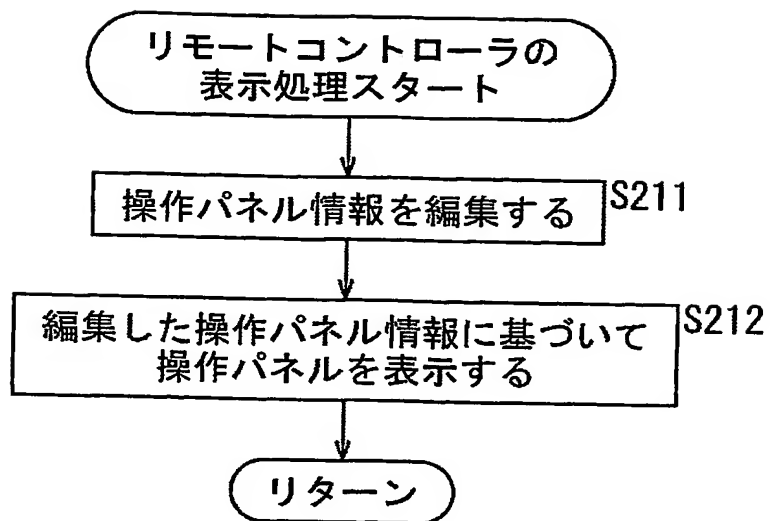 リモートコントローラの
表示処理スタート
操作パネル情報を編集する
S211
編集した操作パネル情報に基づいて
操作パネルを表示する
S212
リターン